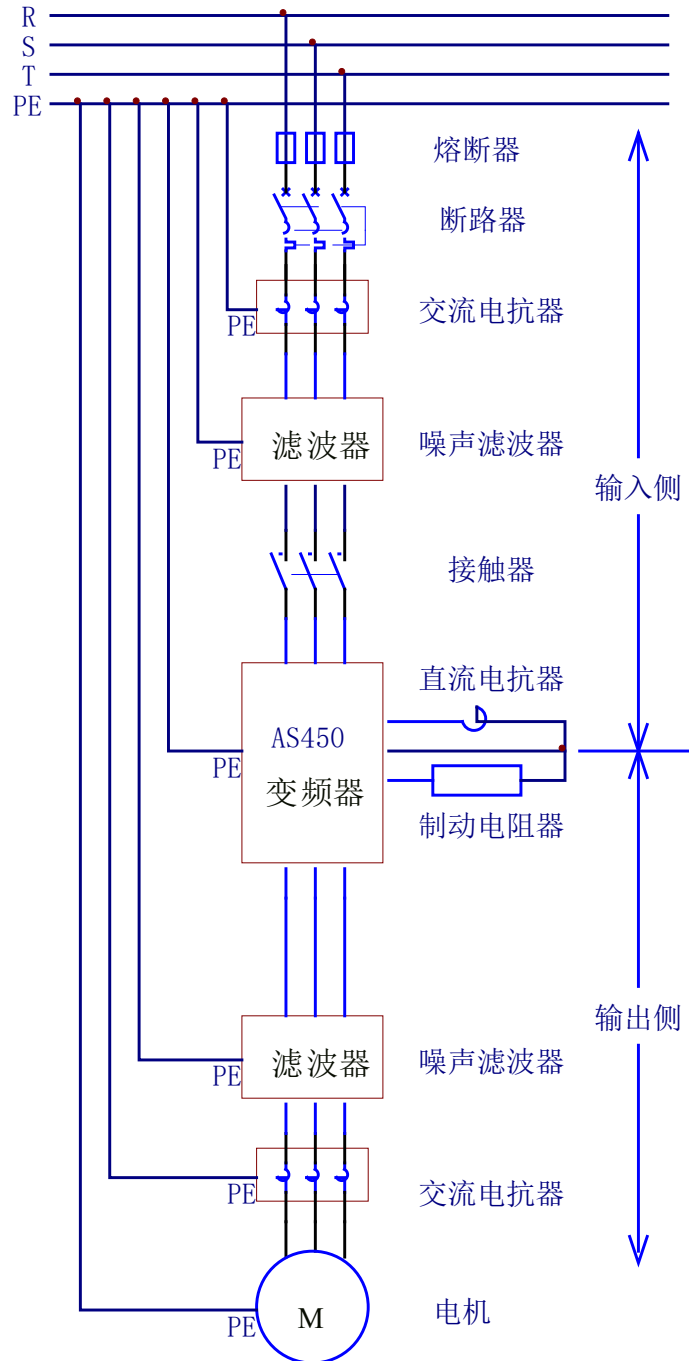 R
S
T
PE
熔断器
断路器
交流电抗器
PE
滤波器
噪声滤波器
PE
输入侧
接触器
直流电抗器
AS450
PE
变频器
制动电阻器
输出侧
滤波器
噪声滤波器
PE
PE
交流电抗器
M
电机
PE